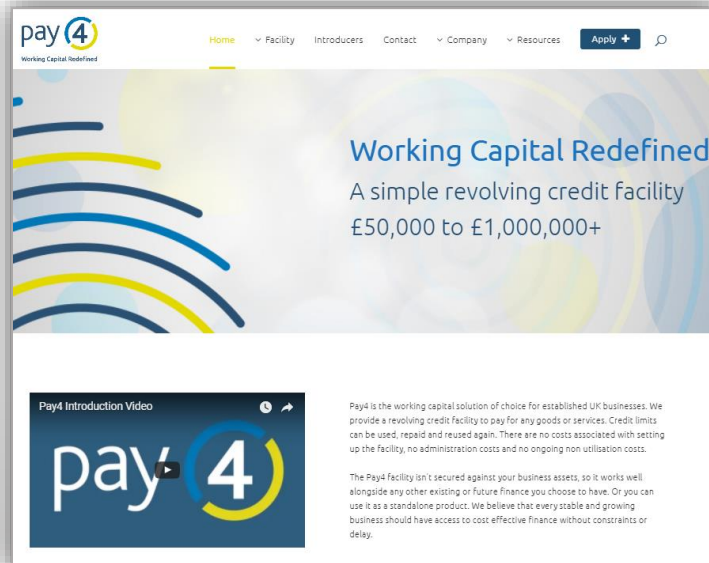 pay 4
Working Capital Redefined
Home Facility Introducers Contact Company Resources Apply +
Working Capital Redefined
A simple revolving credit facility
£50,000 to £1,000,000+
Pay4 Introduction Video
pay 4
Pay4 is the working capital solution of choice for established UK businesses. We
provide a revolving credit facility to pay for any goods or services. Credit limits
can be used, repaid and reused again. There are no costs associated with setting
up the facility, no administration costs and no ongoing non utilisation costs.
The Pay4 facility isn't secured against your business assets, so it works well
alongside any other existing or future finance you choose to have. Or you can
use it as a standalone product. We believe that every stable and growing
business should have access to cost effective finance without constraints or
delay.